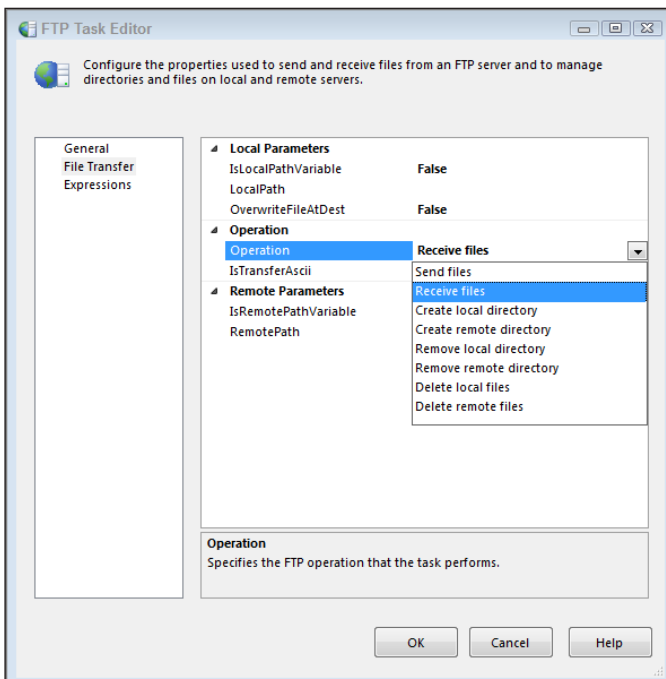 FTP Task Editor
Configure the properties used to send and receive files from an FTP server and to manage
directories and files on local and remote servers.
General
File Transfer
Expressions
Local Parameters
IsLocalPathVariable False
LocalPath
OverwriteFileAtDest False
Operation
Operation Receive files
IsTransferAscii
Remote Parameters
IsRemotePathVariable
RemotePath
Send files
Receive files
Create local directory
Create remote directory
Remove local directory
Remove remote directory
Delete local files
Delete remote files
Operation
Specifies the FTP operation that the task performs.
OK Cancel Help